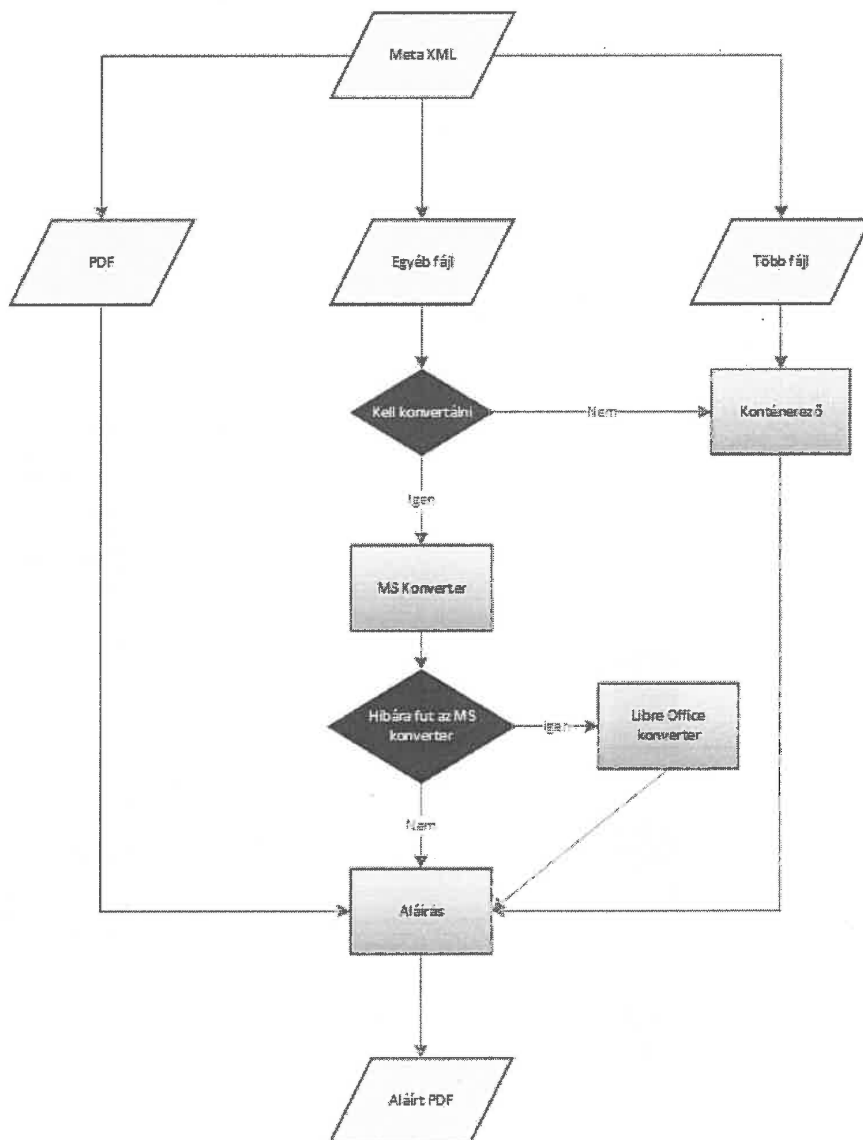 Meta XML
PDF
Egyéb fájl
Több fájl
Kell konvertálni
Nem
Konténerező
Igen
MS Konverter
Hibára fut az MS
konverter
Igen
Libre Office
konverter
Nem
Aláírás
Aláírt PDF